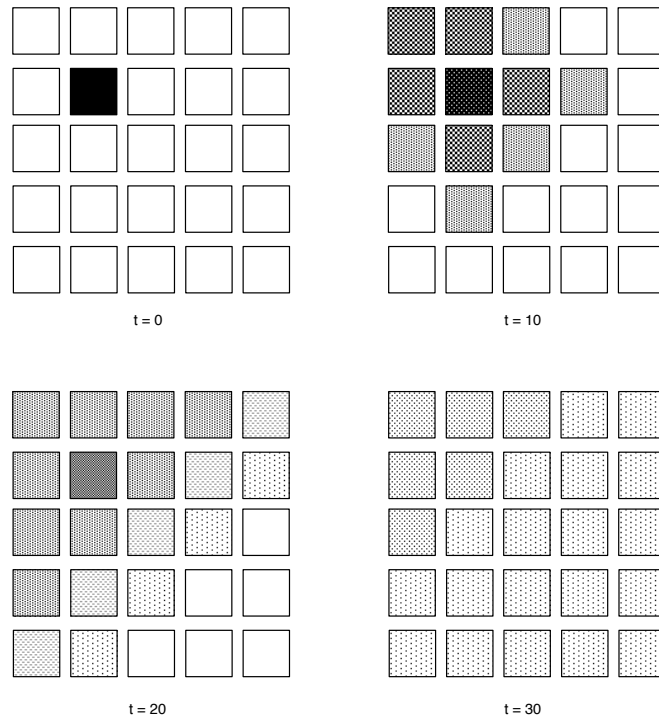 t = 0
t = 10
t = 20
t = 30